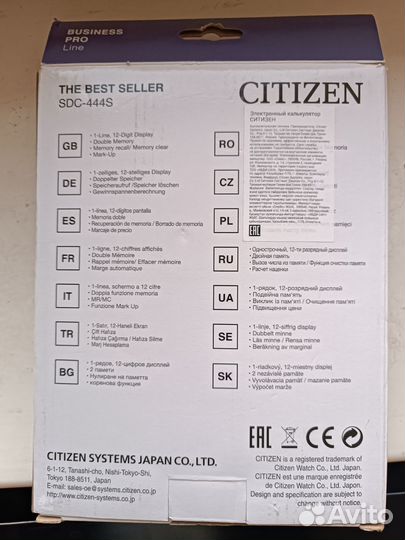 BUSINESS
PRO
Line
THE BEST SELLER
SDC-444S
CITIZEN
Электронный калькулятор
СИТИЗЕН
GB
• 1-Line, 12-Digit Display
• Double Memory
• Memory recall/ Memory clear
• Mark-Up
DE
• 1-zeiliges, 12-stelliges Display
• Doppelter Speicher
• Speicheraufruf /Speicher löschen
• Gewinnspannenberechnung
ES
• 1-línea, 12-dígitos pantalla
• Memoria doble
• Recuperado de memoria / Borrado de memoria
• Marcaje de precio
FR
• 1-ligne, 12-chiffres affichés
• Double Mémoire
• Rappel mémoire/ Effacer mémoire
• Marge automatique
IT
• 1-linea, schermo a 12 cifre
• Doppia funzione memoria
• MR/MC
• Funzione Mark Up
TR
• 1-Satır, 12-Haneli Ekran
• Çift Hafıza
• Hafıza Çağırma / Hafıza Silme
• Marj Hesaplama
BG
• 1-редов, 12-цифров дисплей
• 2 памети
• Нулиране на паметта
• коренова функция
RO
CZ
PL
RU
• Однострочный, 12-ти разрядный дисплей
• Двойная память
• Вызов числа из памяти / Функция очистки памяти
• Расчет наценки
UA
• 1-рядок, 12-розрядний дисплей
• Подвійна пам'ять
• Виклик із пам'яти / Очищення пам'яти
• Підвищення цени
SE
• 1-linje, 12-siffrig display
• Dubbelt minne
• Läs minne / Rensa minne
• Beräkning av marginal
SK
• 1-riadkový, 12-miestny displej
• 2 nezávislé pamäte
• Vyvolávacia pamäť / mazanie pamäte
• Výpočet marže
EAC
CE
CITIZEN SYSTEMS JAPAN CO., LTD.
6-1-12, Tanashi-cho, Nishi-Tokyo-Shi,
Tokyo 188-8511, Japan
E-mail: sales-oe@systems.citizen.co.jp
http://www.citizen-systems.co.jp
CITIZEN is a registered trademark of
Citizen Watch Co., Ltd. Japan.
CITIZEN est une marque enregistrée de
Citizen Watch Co., Ltd. Japan.
Design and specification are subject to
change without notice.
Avito